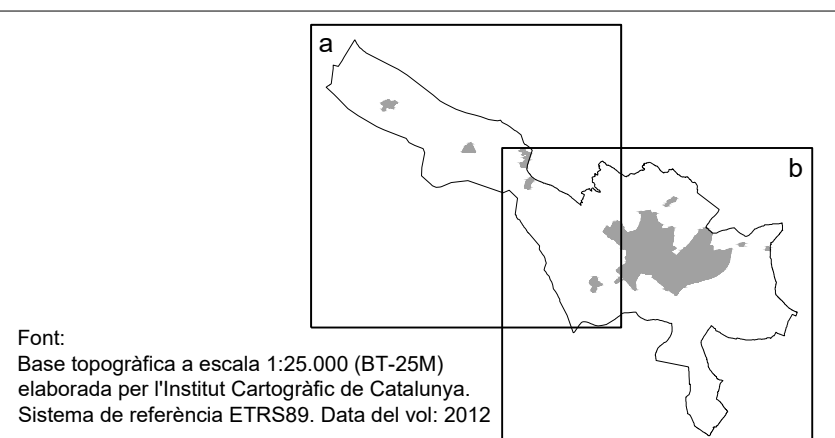 a
b
Font:
Base topogràfica a escala 1:25.000 (BT-25M)
elaborada per l'Institut Cartogràfic de Catalunya.
Sistema de referència ETRS89. Data del vol: 2012